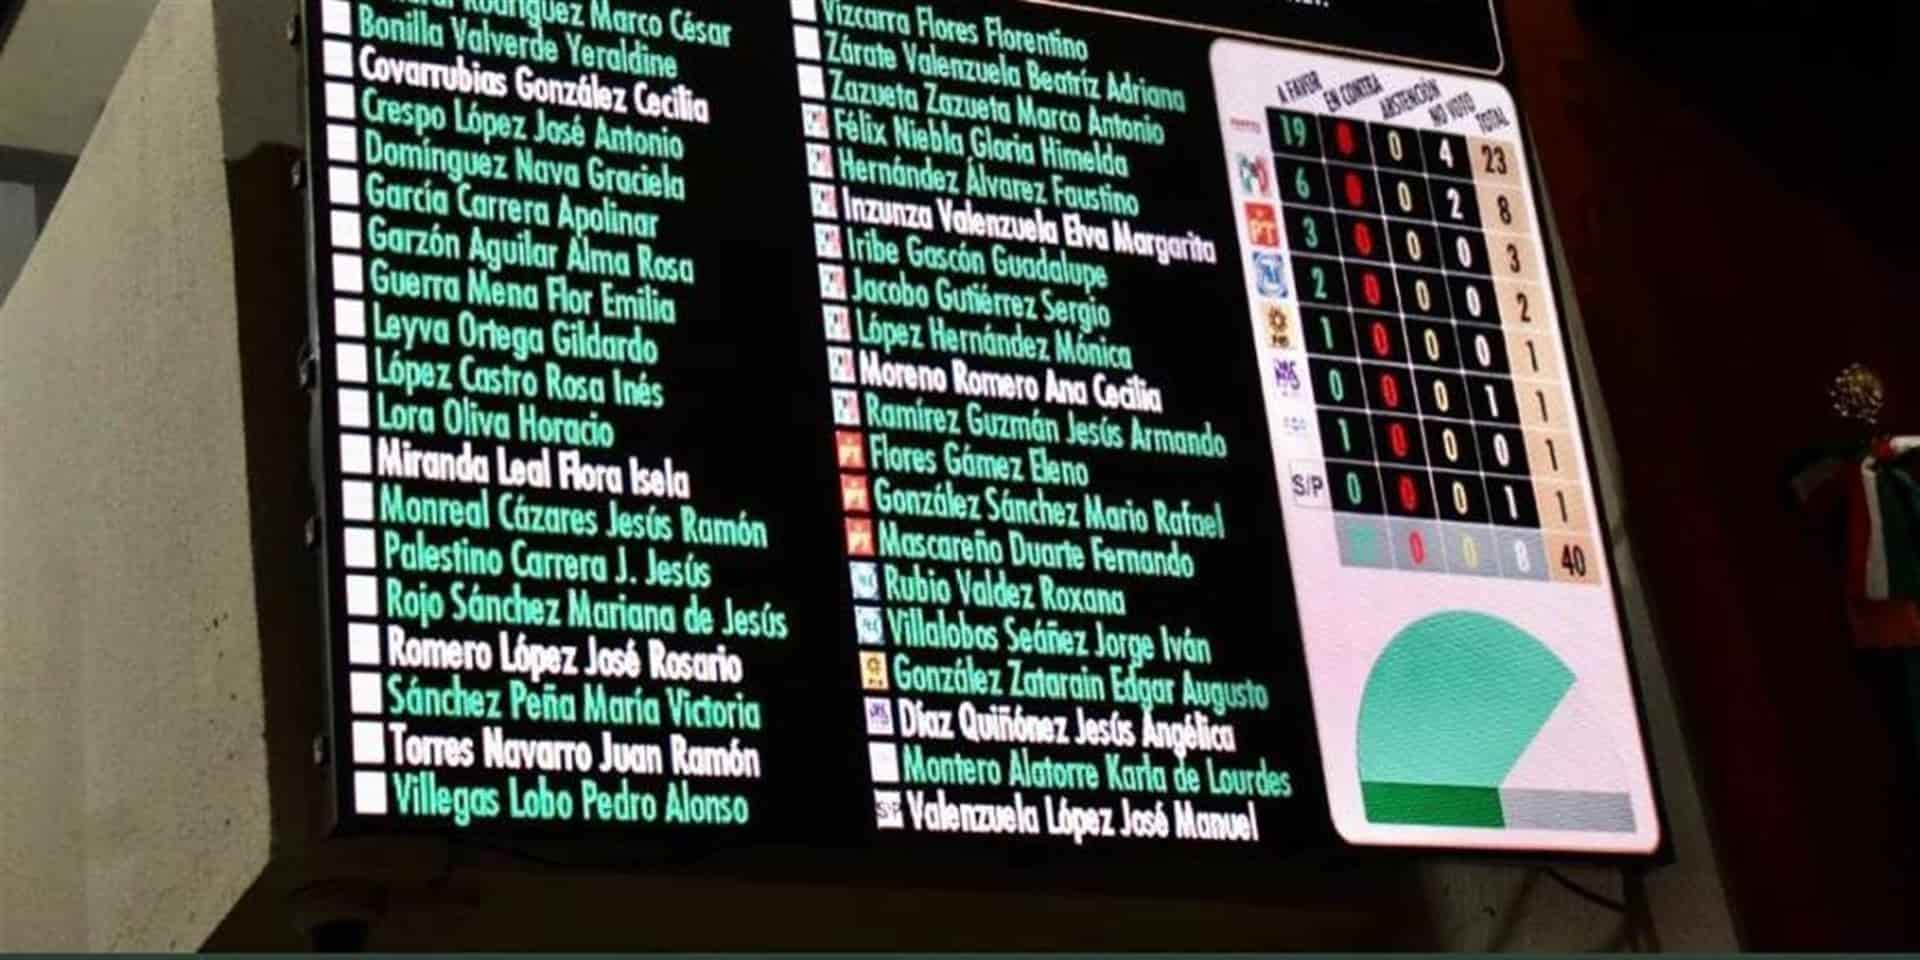 Rodríguez Marco César
Bonilla Valverde Yeraldine
Covarrubias González Cecilia
Crespo López José Antonio
Domínguez Nava Graciela
García Carrera Apolinar
Garzón Aguilar Alma Rosa
Guerra Mena Flor Emilia
Leyva Ortega Gildardo
López Castro Rosa Inés
Lora Oliva Horacio
Miranda Leal Flora Isela
Monreal Cázares Jesús Ramón
Palestino Carrera J. Jesús
Rojo Sánchez Mariana de Jesús
Romero López José Rosario
Sánchez Peña María Victoria
Torres Navarro Juan Ramón
Villegas Lobo Pedro Alonso
Vizcarra Flores Florentino
Zárate Valenzuela Beatríz Adriana
Zazueta Zazueta Marco Antonio
Félix Niebla Gloria Himelda
Hernández Álvarez Faustino
Inzunza Valenzuela Elva Margarita
Iribe Gascón Guadalupe
Jacobo Gutiérrez Sergio
López Hernández Mónica
Moreno Romero Ana Cecilia
Ramírez Guzmán Jesús Armando
PT Flores Gámez Eleno
PT González Sánchez Mario Rafael
PT Mascareño Duarte Fernando
Rubio Valdez Roxana
Villalobos Seáñez Jorge Iván
González Zatarain Edgar Augusto
Díaz Quiñónez Jesús Angélica
Montero Alatorre Karla de Lourdes
S/P Valenzuela López José Manuel
A FAVOR EN CONTRA ABSTENCIÓN NO VOTO TOTAL
19 0 0 4 23
6 0 0 2 8
PT 3 0 0 0 3
2 0 0 0 2
1 0 0 0 1
0 0 0 1 1
1 0 0 0 1
S/P 0 0 0 1 1
0 0 8 40